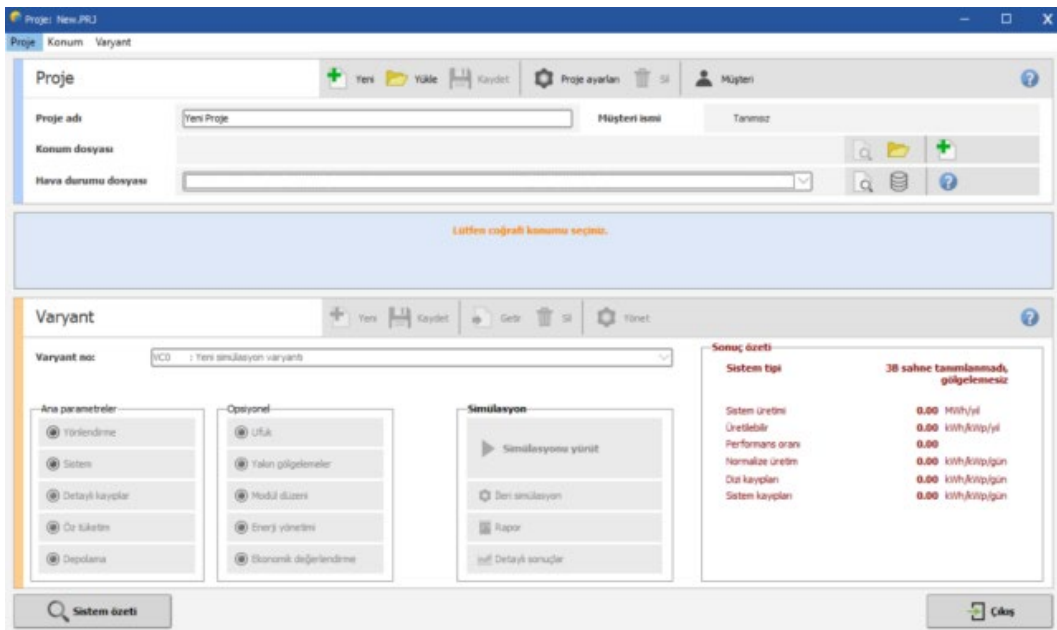 Proje: New.PRJ
Proje Konum Varyant
Proje
Yeni Yükle Kaydet Proje ayarları Sil Müşteri
Proje adı Yeni Proje Müşteri ismi Tanımsız
Konum dosyası
Hava durumu dosyası
Lütfen coğrafi konumu seçiniz.
Varyant
Yeni Kaydet Getir Sil Yönet
Varyant no: VC0 : Yeni simülasyon varyantı
Ana parametreler
Yönlendirme
Sistem
Detaylı kayıplar
Öz tüketim
Depolama
Opsiyonel
Ufuk
Yakın gölgelemeler
Modül düzeni
Enerji yönetimi
Ekonomik değerlendirme
Simülasyon
Simülasyonu yürüt
İleri simülasyon
Rapor
Detaylı sonuçlar
Sonuç özeti
Sistem tipi 3B sahne tanımlanmadı,
gölgelemesiz
Sistem üretimi 0.00 MWh/yıl
Üretilebilir 0.00 kWh/kWp/yıl
Performans oranı 0.00
Normalize üretim 0.00 kWh/kWp/gün
Dizi kayıpları 0.00 kWh/kWp/gün
Sistem kayıpları 0.00 kWh/kWp/gün
Sistem özeti
Çıkış